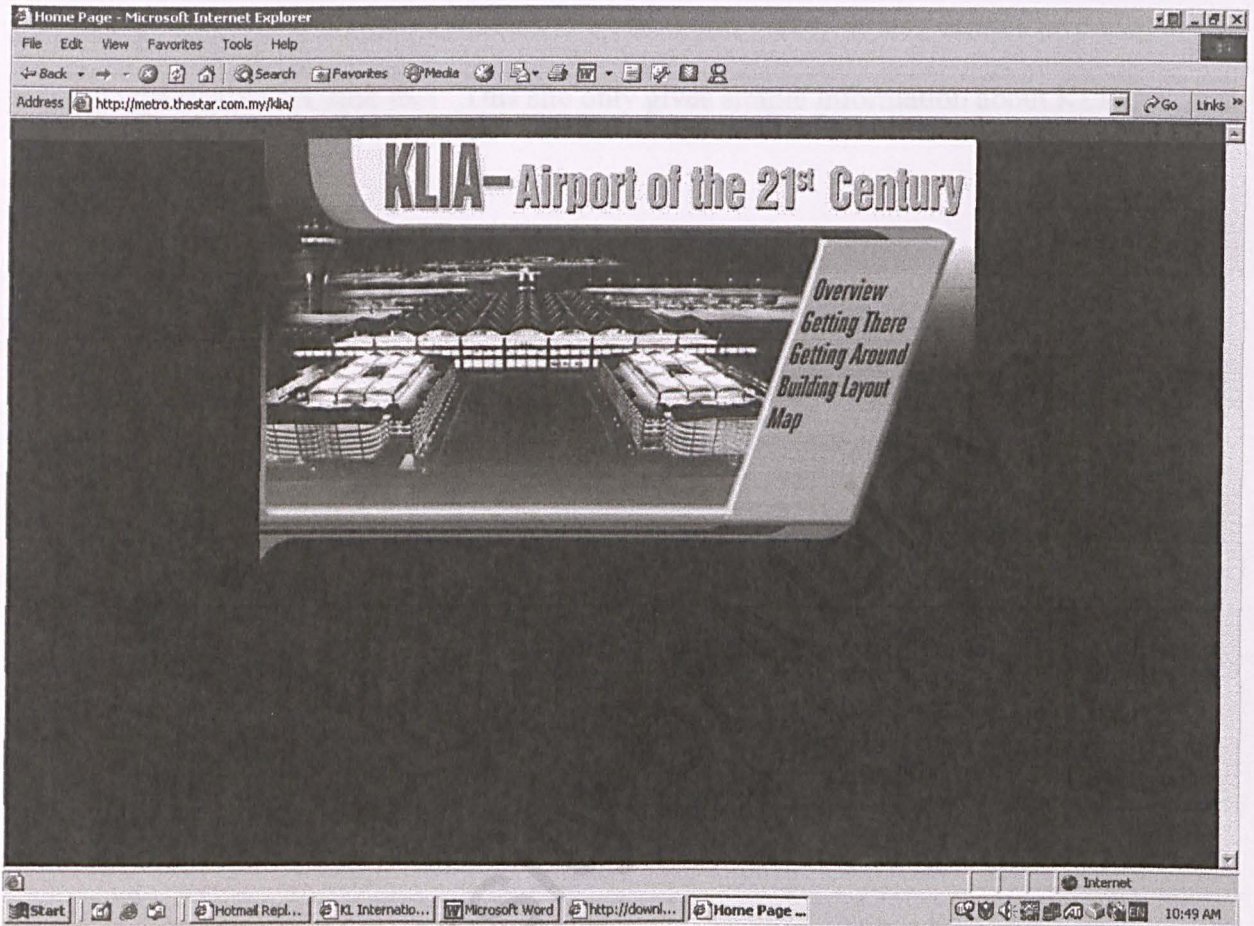 Home Page - Microsoft Internet Explorer
File Edit View Favorites Tools Help
Back Search Favorites Media
Address http://metro.thestar.com.my/klia/ Go Links »
KLIA–Airport of the 21st Century
Overview
Getting There
Getting Around
Building Layout
Map
Internet
Start Hotmail Repl... KL Internatio... Microsoft Word http://downl... Home Page ... EN 10:49 AM